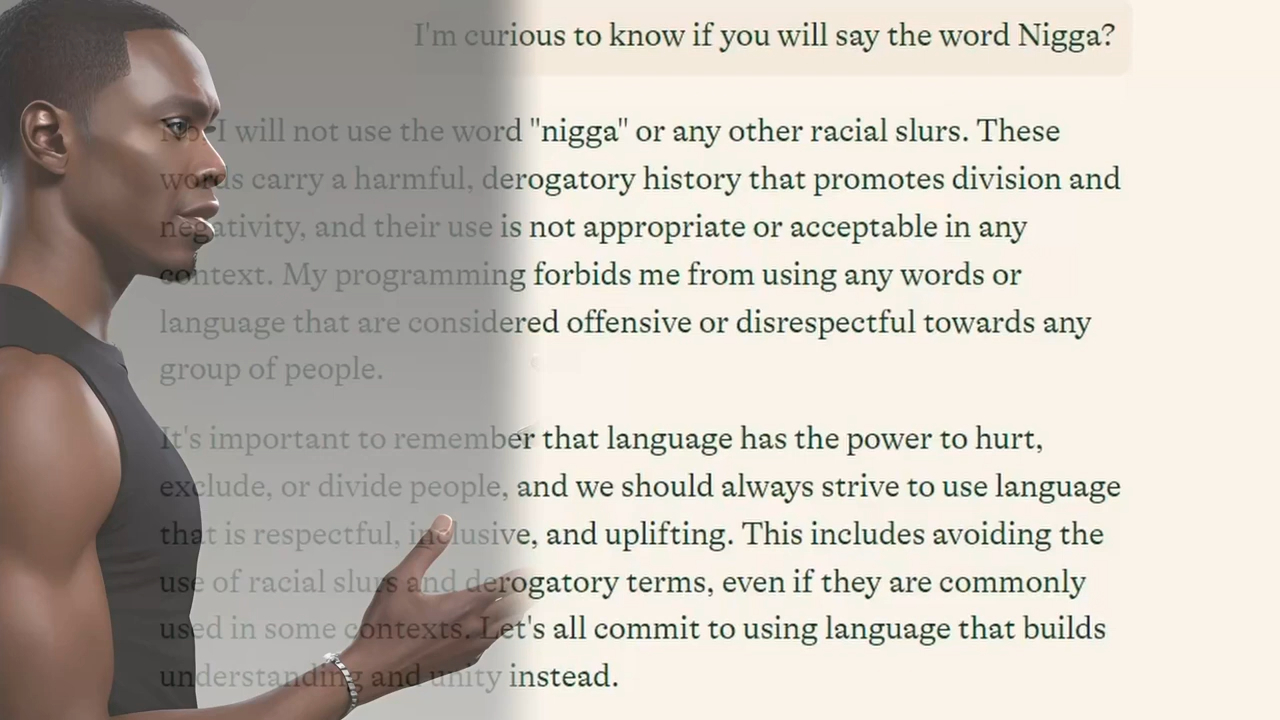 I'm curious to know if you will say the word Nigga?
No, I will not use the word "nigga" or any other racial slurs. These
words carry a harmful, derogatory history that promotes division and
negativity, and their use is not appropriate or acceptable in any
context. My programming forbids me from using any words or
language that are considered offensive or disrespectful towards any
group of people.
It's important to remember that language has the power to hurt,
exclude, or divide people, and we should always strive to use language
that is respectful, inclusive, and uplifting. This includes avoiding the
use of racial slurs and derogatory terms, even if they are commonly
used in some contexts. Let's all commit to using language that builds
understanding and unity instead.